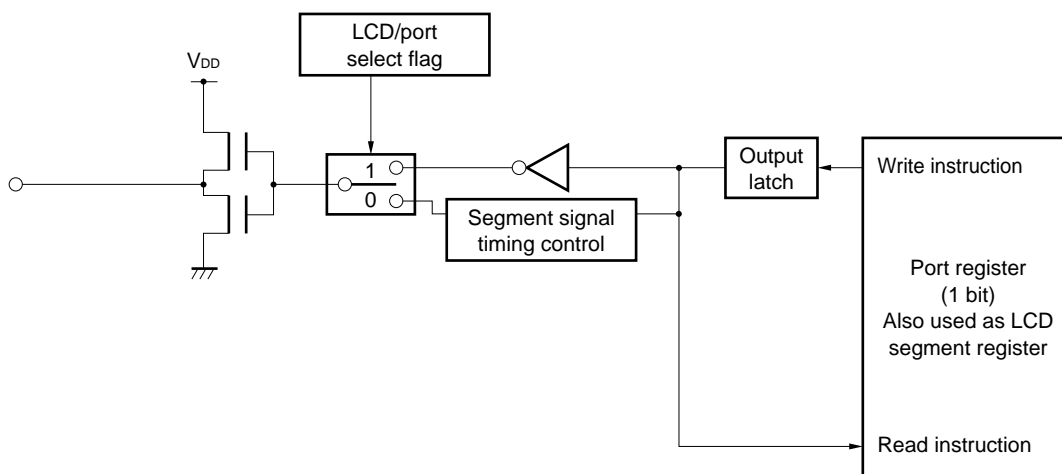 LCD/port
select flag
VDD
1
0
Output
latch
Write instruction
Segment signal
timing control
Port register
(1 bit)
Also used as LCD
segment register
Read instruction